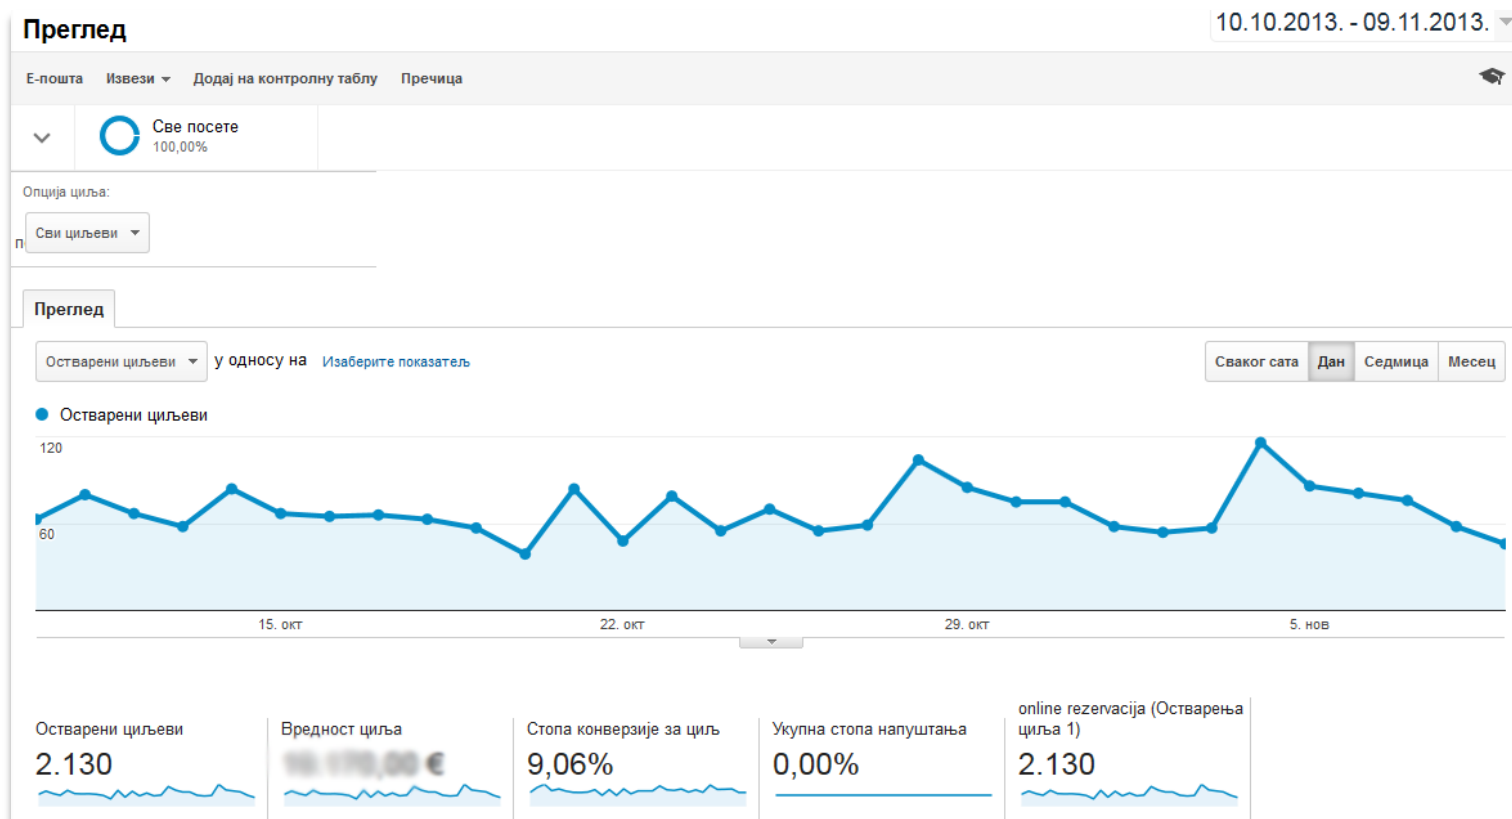 Преглед
10.10.2013. - 09.11.2013.
Е-пошта Извези Додај на контролну таблу Пречица
Све посете
100,00%
Опција циља:
Сви циљеви
Преглед
Остварени циљеви у односу на Изаберите показатељ
Сваког сата Дан Седмица Месец
Остварени циљеви
120
60
15. окт 22. окт 29. окт 5. нов
Остварени циљеви
2.130
Вредност циља
€
Стопа конверзије за циљ
9,06%
Укупна стопа напуштања
0,00%
online rezervacija (Остварења
циља 1)
2.130